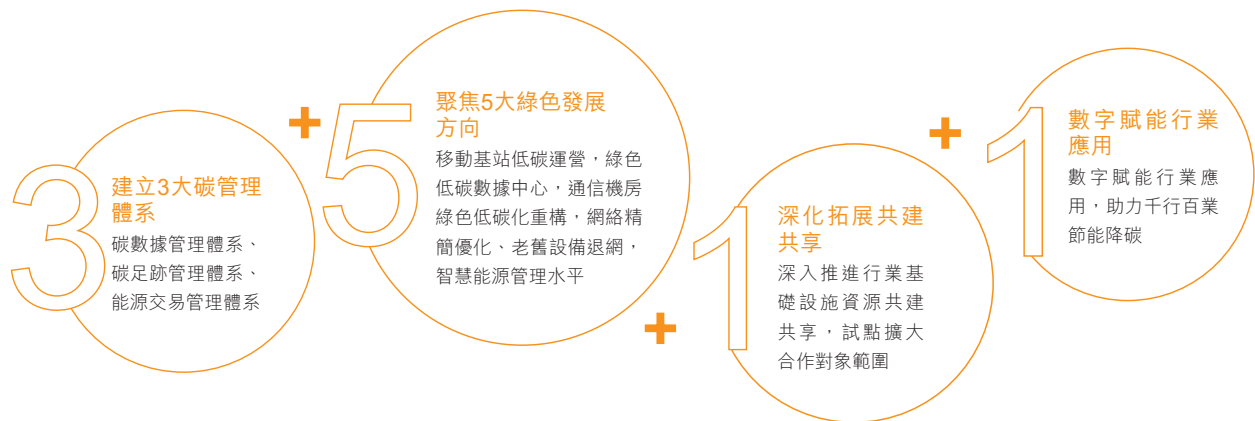 3
建立3大碳管理
體系
碳數據管理體系、
碳足跡管理體系、
能源交易管理體系
+
5
聚焦5大綠色發展
方向
移動基站低碳運營，綠色
低碳數據中心，通信機房
綠色低碳化重構，網絡精
簡優化、老舊設備退網，
智慧能源管理水平
+
1
深化拓展共建
共享
深入推進行業基
礎設施資源共建
共享，試點擴大
合作對象範圍
+
1
數字賦能行業
應用
數字賦能行業應
用，助力千行百業
節能降碳